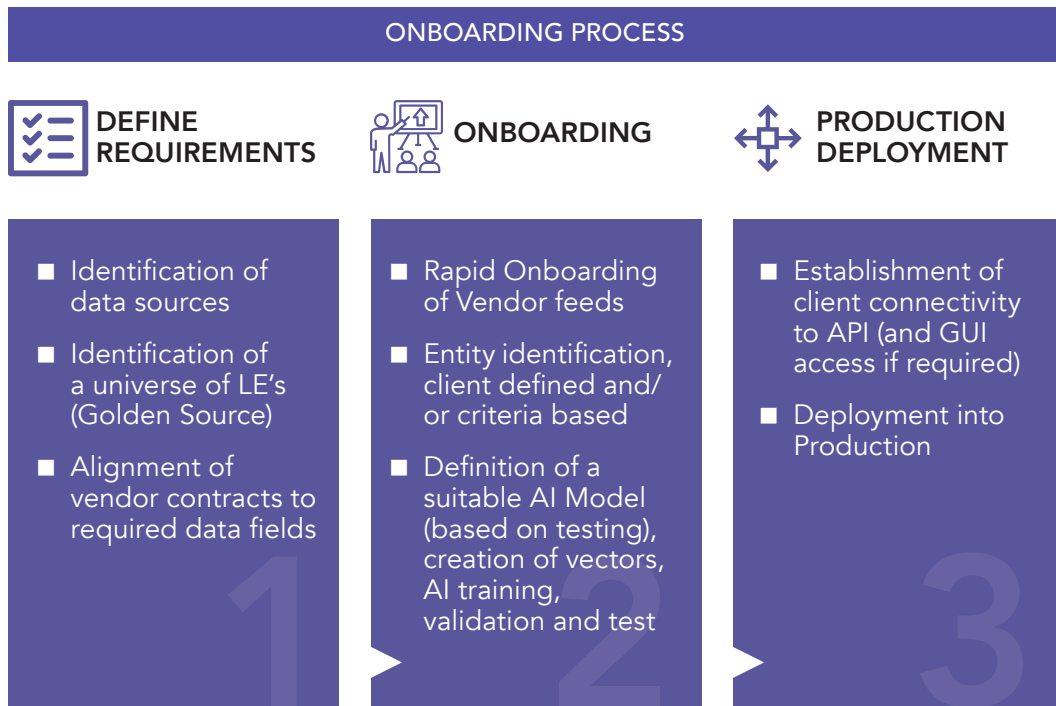 ONBOARDING PROCESS
DEFINE
REQUIREMENTS
■ Identification of
data sources
■ Identification of
a universe of LE's
(Golden Source)
■ Alignment of
vendor contracts to
required data fields
1
ONBOARDING
■ Rapid Onboarding
of Vendor feeds
■ Entity identification,
client defined and/
or criteria based
■ Definition of a
suitable AI Model
(based on testing),
creation of vectors,
AI training,
validation and test
2
PRODUCTION
DEPLOYMENT
■ Establishment of
client connectivity
to API (and GUI
access if required)
■ Deployment into
Production
3